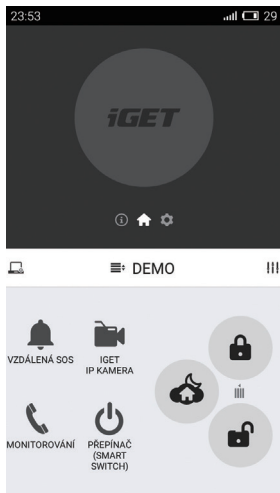 23:53 29
iGET
DEMO
VZDÁLENÁ SOS
IGET
IP KAMERA
MONITOROVÁNÍ
PŘEPÍNAČ
(SMART
SWITCH)